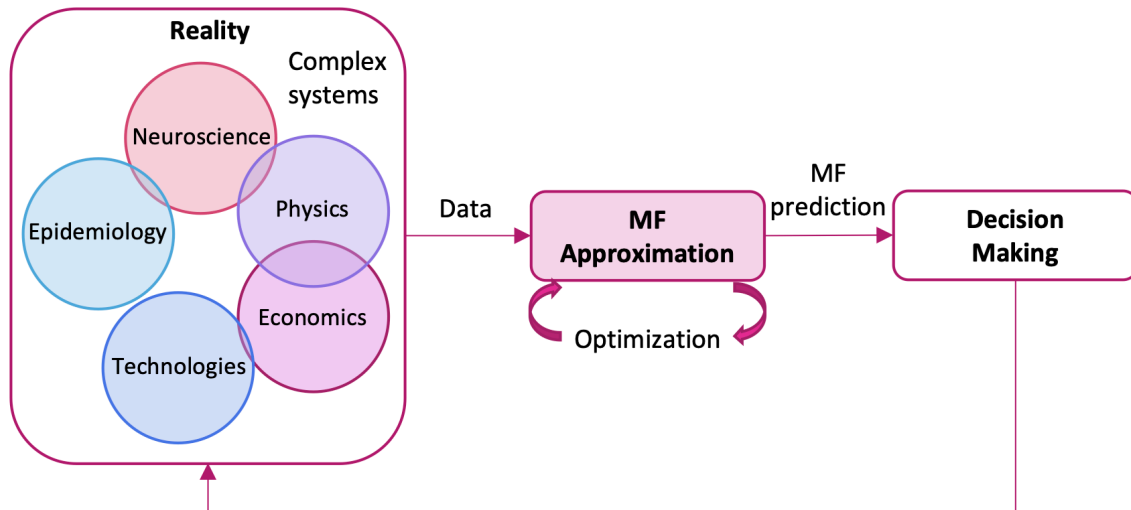 Reality
Complex
systems
Neuroscience
Physics
Epidemiology
Economics
Technologies
Data
MF
Approximation
Optimization
MF
prediction
Decision
Making